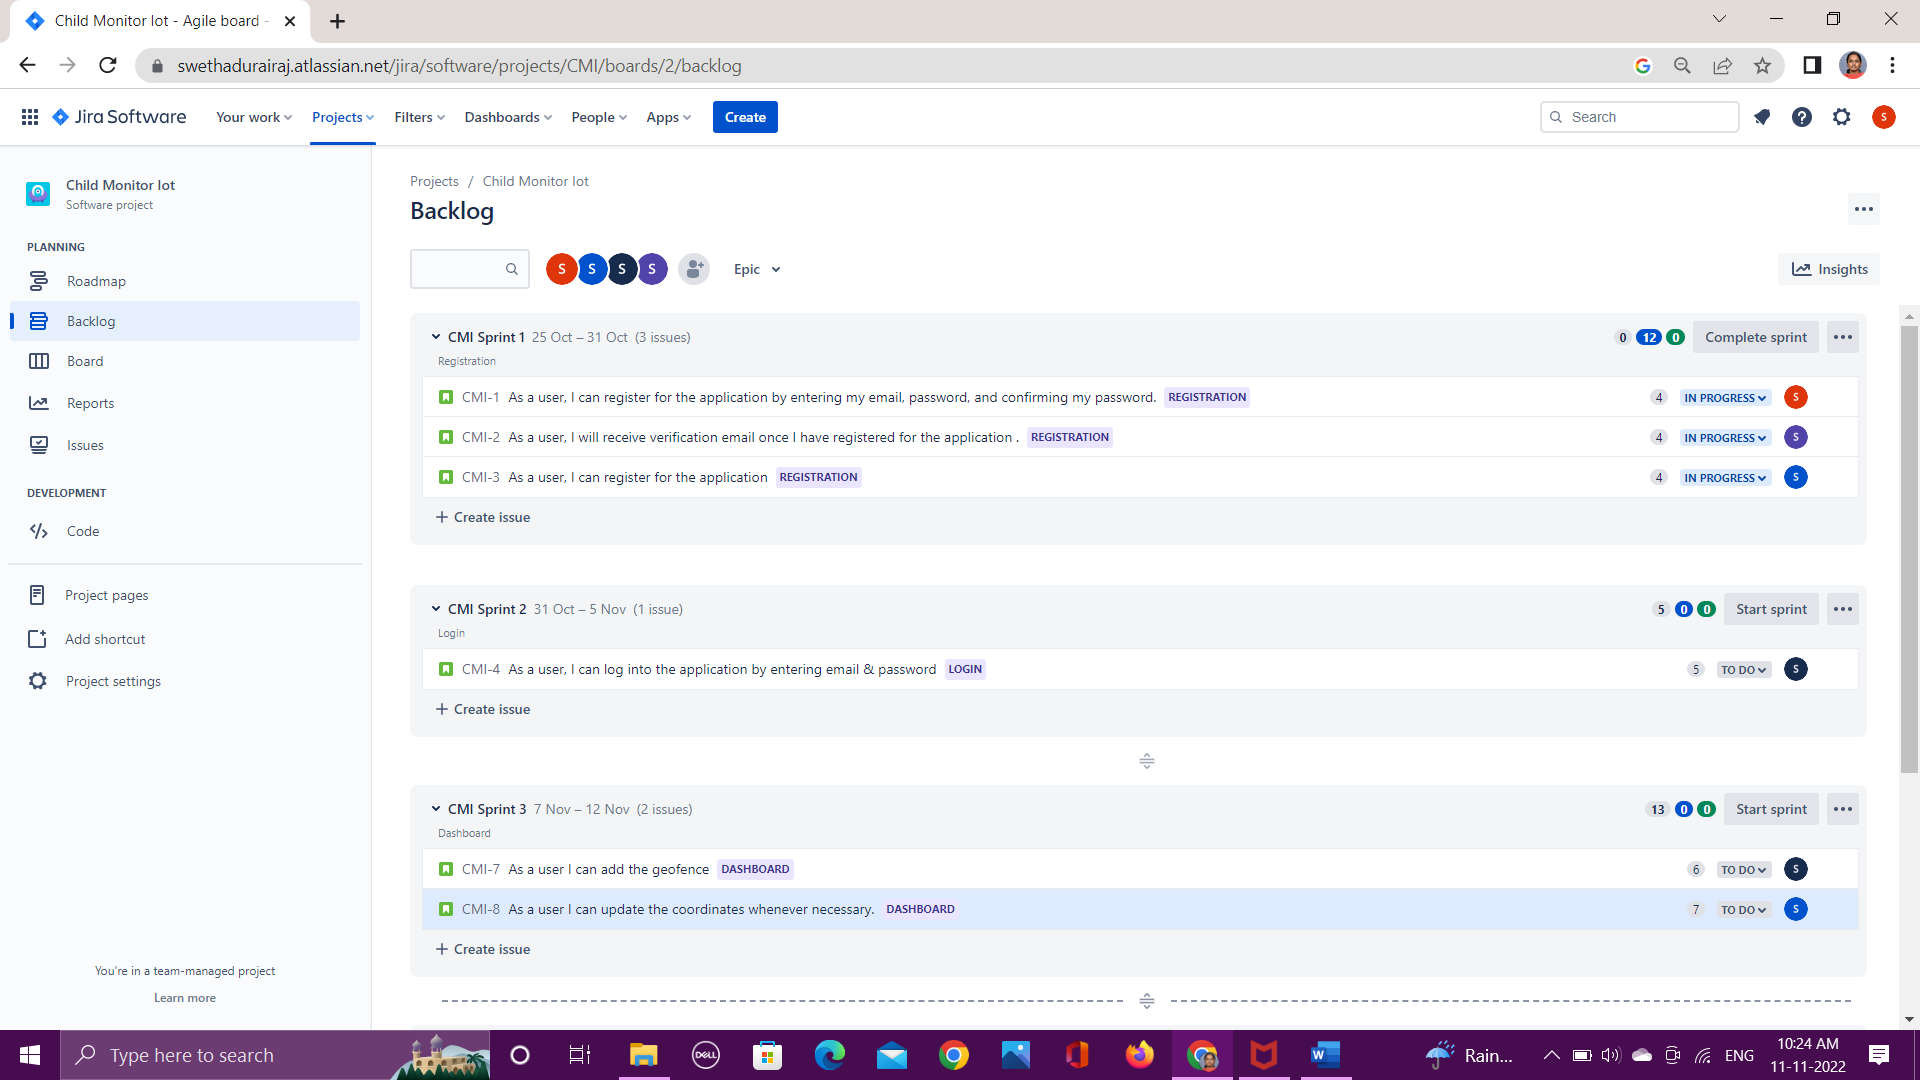 Child Monitor Iot - Agile board -
swethadurairaj.atlassian.net/jira/software/projects/CMI/boards/2/backlog
Jira Software Your work Projects Filters Dashboards People Apps Create Search S
Child Monitor Iot
Software project
PLANNING
Roadmap
Backlog
Board
Reports
Issues
DEVELOPMENT
Code
Project pages
Add shortcut
Project settings
You're in a team-managed project
Learn more
Projects / Child Monitor Iot
Backlog
S S S S Epic Insights
CMI Sprint 1 25 Oct – 31 Oct (3 issues) 0 12 0 Complete sprint
Registration
CMI-1 As a user, I can register for the application by entering my email, password, and confirming my password. REGISTRATION 4 IN PROGRESS S
CMI-2 As a user, I will receive verification email once I have registered for the application . REGISTRATION 4 IN PROGRESS S
CMI-3 As a user, I can register for the application REGISTRATION 4 IN PROGRESS S
+ Create issue
CMI Sprint 2 31 Oct – 5 Nov (1 issue) 5 0 0 Start sprint
Login
CMI-4 As a user, I can log into the application by entering email & password LOGIN 5 TO DO S
+ Create issue
CMI Sprint 3 7 Nov – 12 Nov (2 issues) 13 0 0 Start sprint
Dashboard
CMI-7 As a user I can add the geofence DASHBOARD 6 TO DO S
CMI-8 As a user I can update the coordinates whenever necessary. DASHBOARD 7 TO DO S
+ Create issue
Type here to search DELL Rain... ENG 10:24 AM
11-11-2022